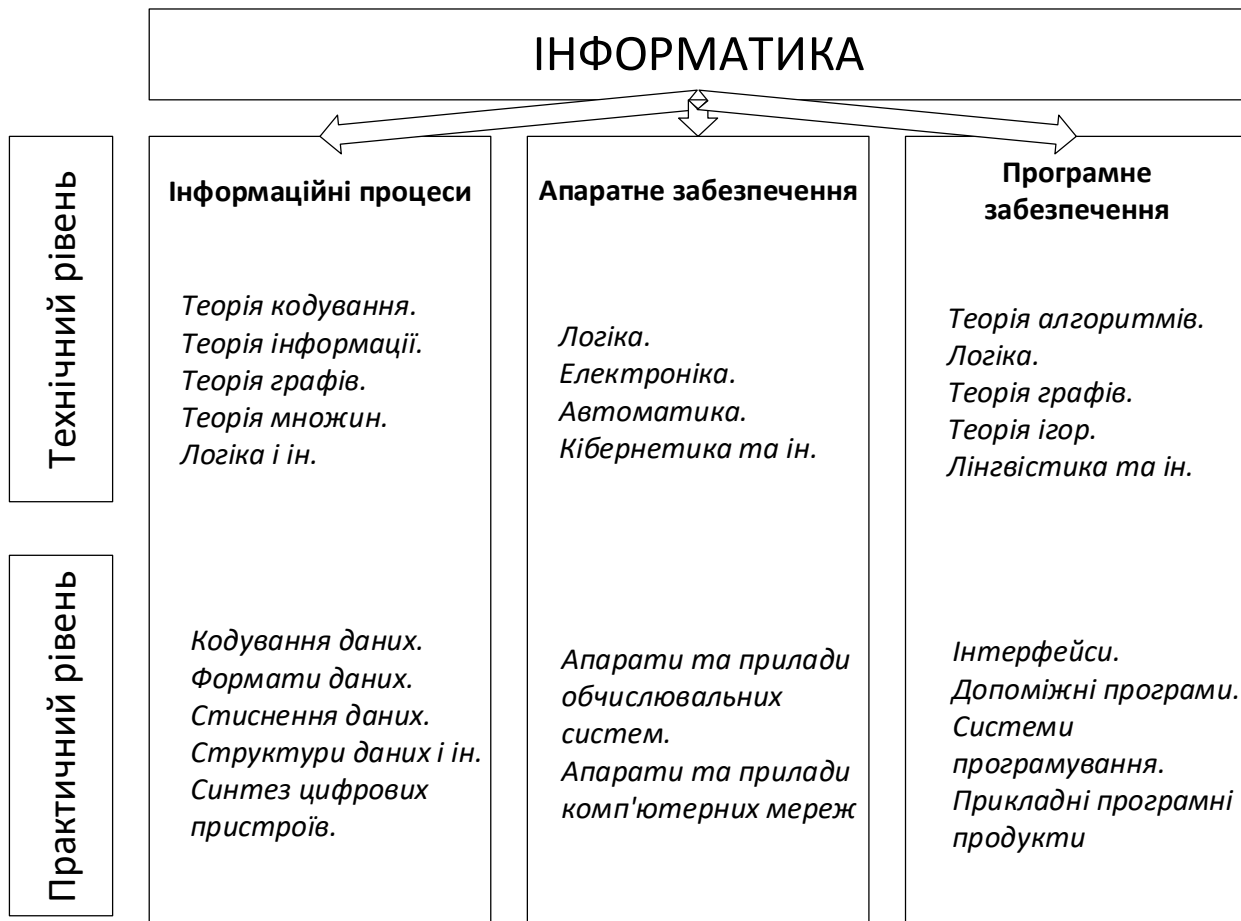 ІНФОРМАТИКА
Технічний рівень
Інформаційні процеси
Теорія кодування.
Теорія інформації.
Теорія графів.
Теорія множин.
Логіка і ін.
Апаратне забезпечення
Логіка.
Електроніка.
Автоматика.
Кібернетика та ін.
Програмне
забезпечення
Теорія алгоритмів.
Логіка.
Теорія графів.
Теорія ігор.
Лінгвістика та ін.
Практичний рівень
Кодування даних.
Формати даних.
Стиснення даних.
Структури даних і ін.
Синтез цифрових
пристроїв.
Апарати та прилади
обчислювальних
систем.
Апарати та прилади
комп'ютерних мереж
Інтерфейси.
Допоміжні програми.
Системи
програмування.
Прикладні програмні
продукти